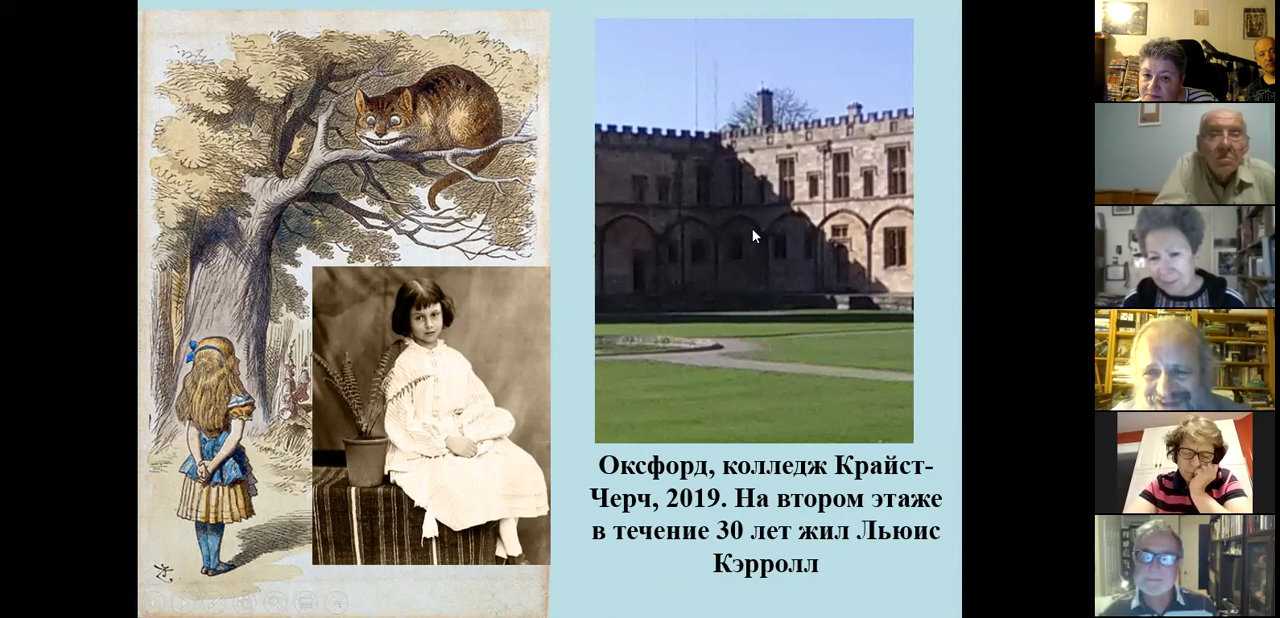 Оксфорд, колледж Крайст-
Черч, 2019. На втором этаже
в течение 30 лет жил Льюис
Кэрролл